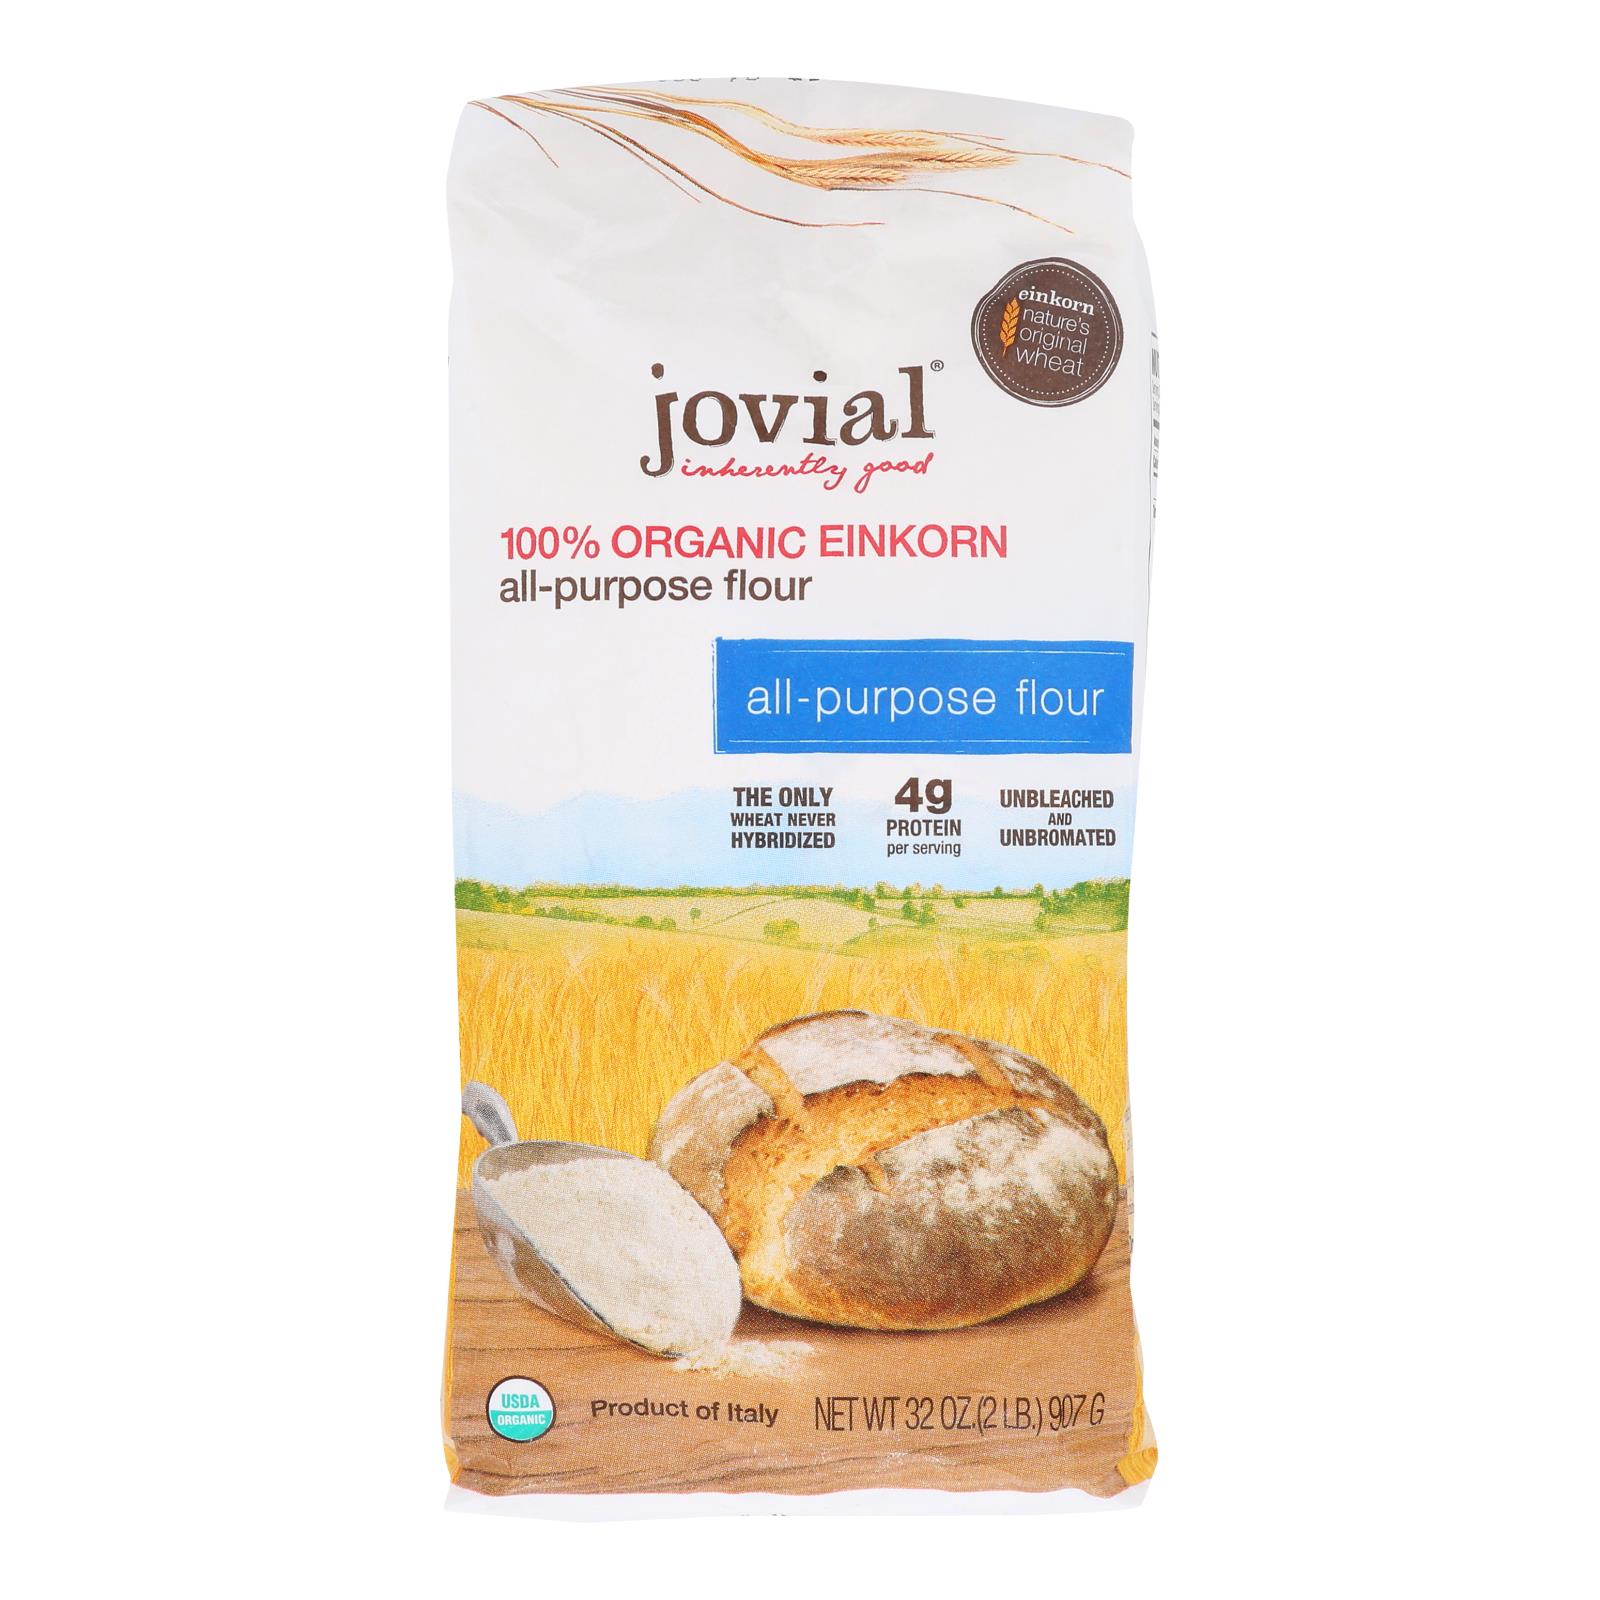 einkorn
nature's
original
wheat
jovial®
inherently good
100% ORGANIC EINKORN
all-purpose flour
all-purpose flour
THE ONLY
WHEAT NEVER
HYBRIDIZED
4g
PROTEIN
per serving
UNBLEACHED
AND
UNBROMATED
USDA
ORGANIC
Product of Italy
NET WT 32 OZ.(2 LB.) 907 G